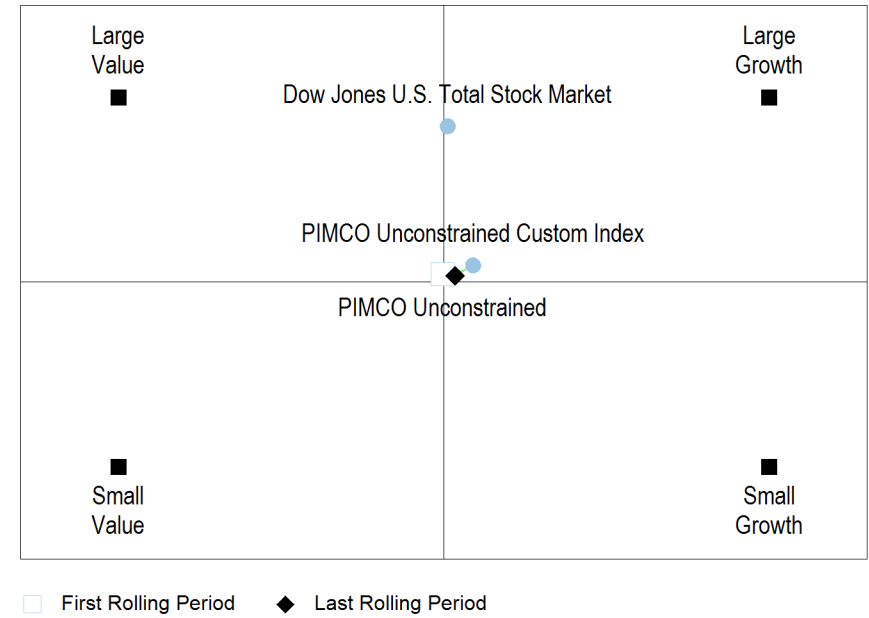 Large
Value
Large
Growth
Dow Jones U.S. Total Stock Market
PIMCO Unconstrained Custom Index
PIMCO Unconstrained
Small
Value
Small
Growth
First Rolling Period
Last Rolling Period